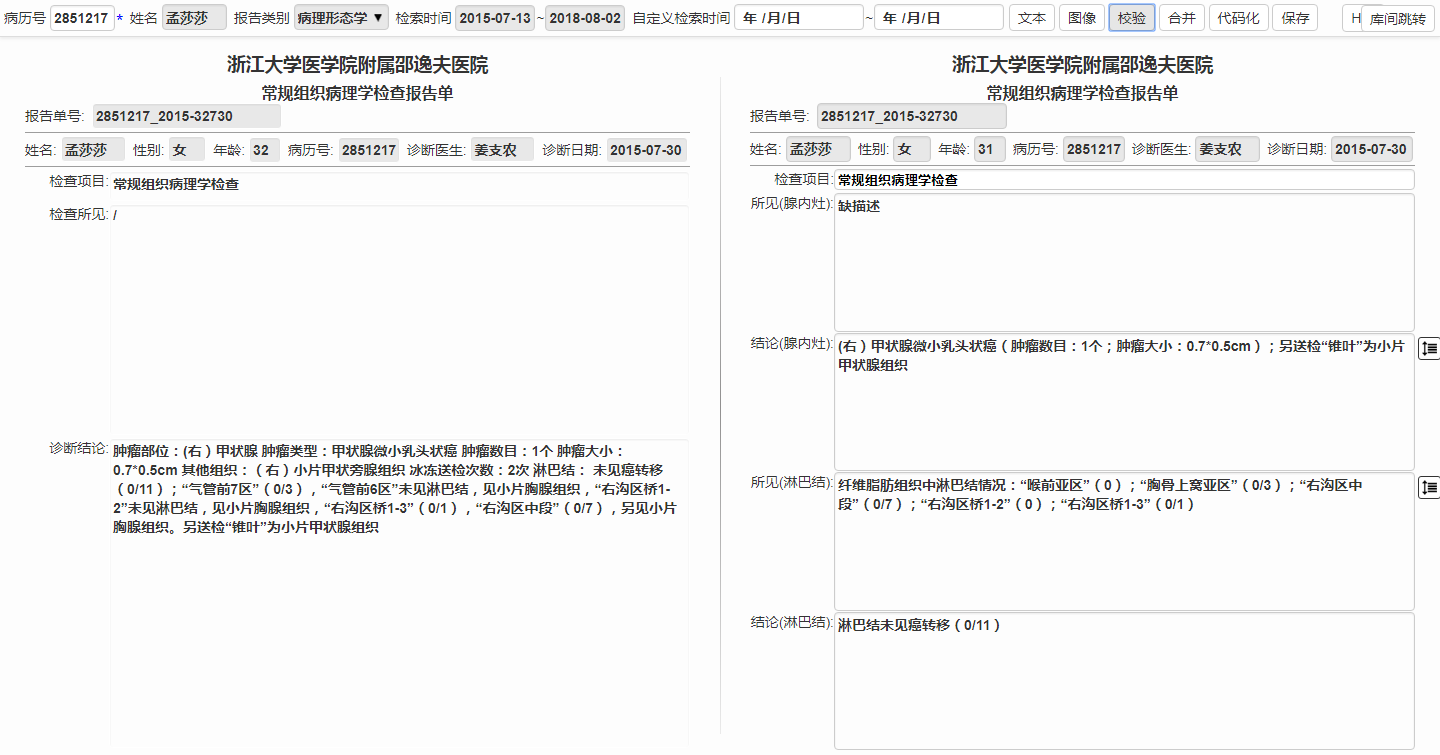 病历号 2851217 * 姓名 孟莎莎 报告类别 病理形态学 ▼ 检索时间 2015-07-13 ~ 2018-08-02 自定义检索时间 年 /月/日 ~ 年 /月/日 文本 图像 校验 合并 代码化 保存 H 库间跳转
浙江大学医学院附属邵逸夫医院
常规组织病理学检查报告单
报告单号: 2851217_2015-32730
姓名: 孟莎莎 性别: 女 年龄: 32 病历号: 2851217 诊断医生: 姜支农 诊断日期: 2015-07-30
检查项目: 常规组织病理学检查
检查所见: /
诊断结论: 肿瘤部位：(右）甲状腺 肿瘤类型：甲状腺微小乳头状癌 肿瘤数目：1个 肿瘤大小：
0.7*0.5cm 其他组织：（右）小片甲状旁腺组织 冰冻送检次数：2次 淋巴结： 未见癌转移
（0/11）；“气管前7区”（0/3），“气管前6区”未见淋巴结，见小片胸腺组织，“右沟区桥1-
2”未见淋巴结，见小片胸腺组织，“右沟区桥1-3”（0/1），“右沟区中段”（0/7），另见小片
胸腺组织。另送检“锥叶”为小片甲状腺组织
浙江大学医学院附属邵逸夫医院
常规组织病理学检查报告单
报告单号: 2851217_2015-32730
姓名: 孟莎莎 性别: 女 年龄: 31 病历号: 2851217 诊断医生: 姜支农 诊断日期: 2015-07-30
检查项目: 常规组织病理学检查
所见(腺内灶): 缺描述
结论(腺内灶): (右）甲状腺微小乳头状癌（肿瘤数目：1个；肿瘤大小：0.7*0.5cm）；另送检“锥叶”为小片
甲状腺组织
所见(淋巴结): 纤维脂肪组织中淋巴结情况：“喉前亚区”（0）；“胸骨上窝亚区”（0/3）；“右沟区中
段”（0/7）；“右沟区桥1-2”（0）；“右沟区桥1-3”（0/1）
结论(淋巴结): 淋巴结未见癌转移（0/11）